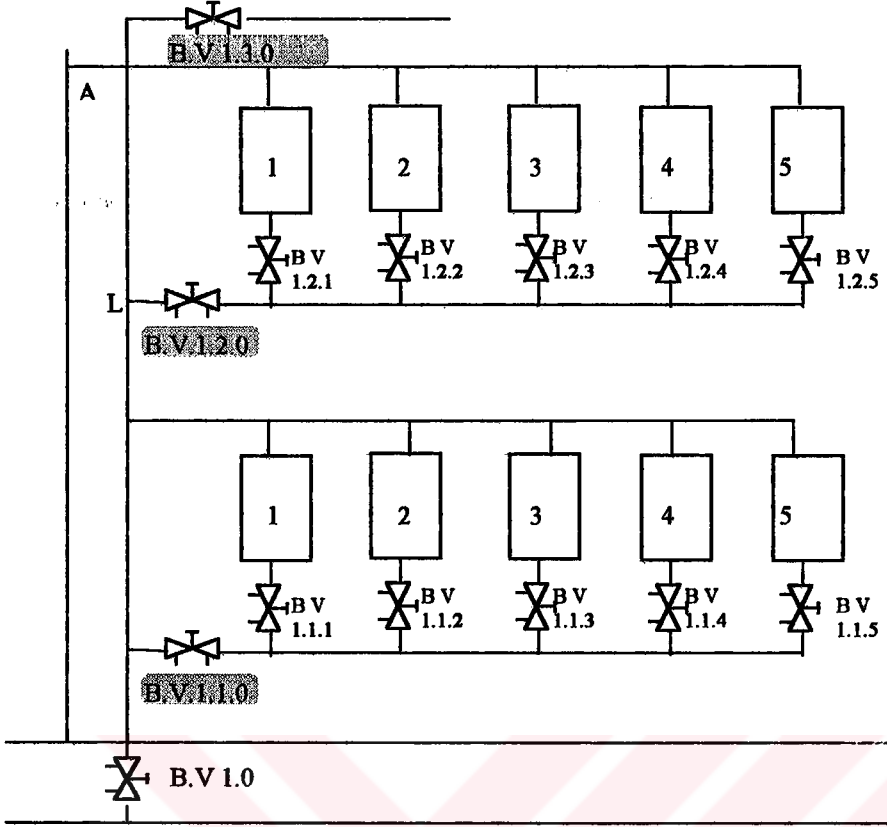 B.V 1.3.0
A
1 2 3 4 5
B V B V B V B V B V
1.2.1 1.2.2 1.2.3 1.2.4 1.2.5
L
B.V.1.2.0
1 2 3 4 5
B V B V B V B V B V
1.1.1 1.1.2 1.1.3 1.1.4 1.1.5
B.V.1.1.0
B.V 1.0